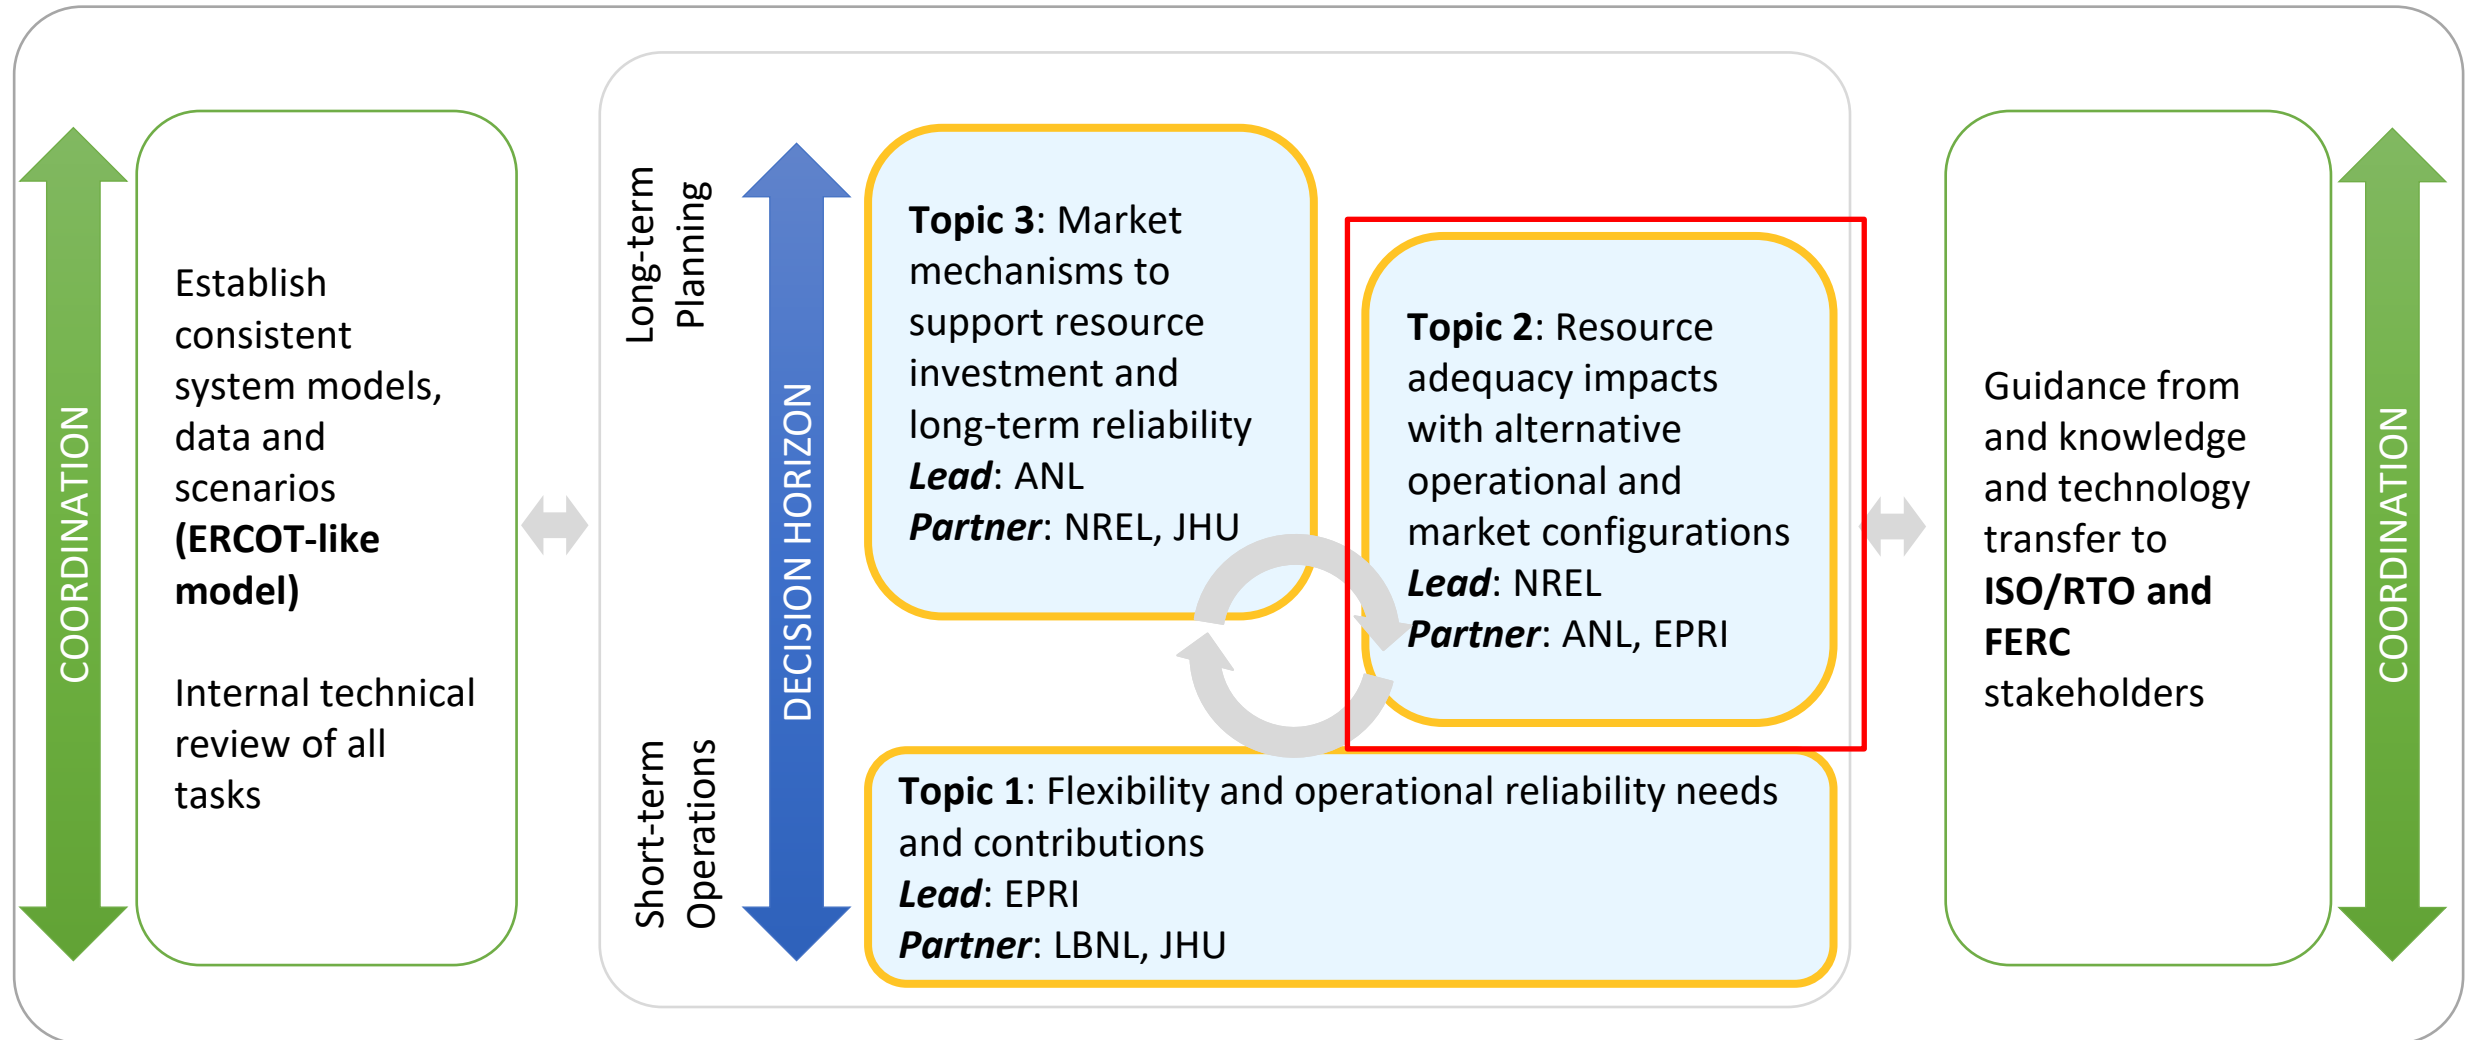 COORDINATION
Establish
consistent
system models,
data and
scenarios
(ERCOT-like
model)
Internal technical
review of all
tasks
Long-term
Planning
Short-term
Operations
DECISION HORIZON
Topic 3: Market
mechanisms to
support resource
investment and
long-term reliability
Lead: ANL
Partner: NREL, JHU
Topic 2: Resource
adequacy impacts
with alternative
operational and
market configurations
Lead: NREL
Partner: ANL, EPRI
Topic 1: Flexibility and operational reliability needs
and contributions
Lead: EPRI
Partner: LBNL, JHU
Guidance from
and knowledge
and technology
transfer to
ISO/RTO and
FERC
stakeholders
COORDINATION